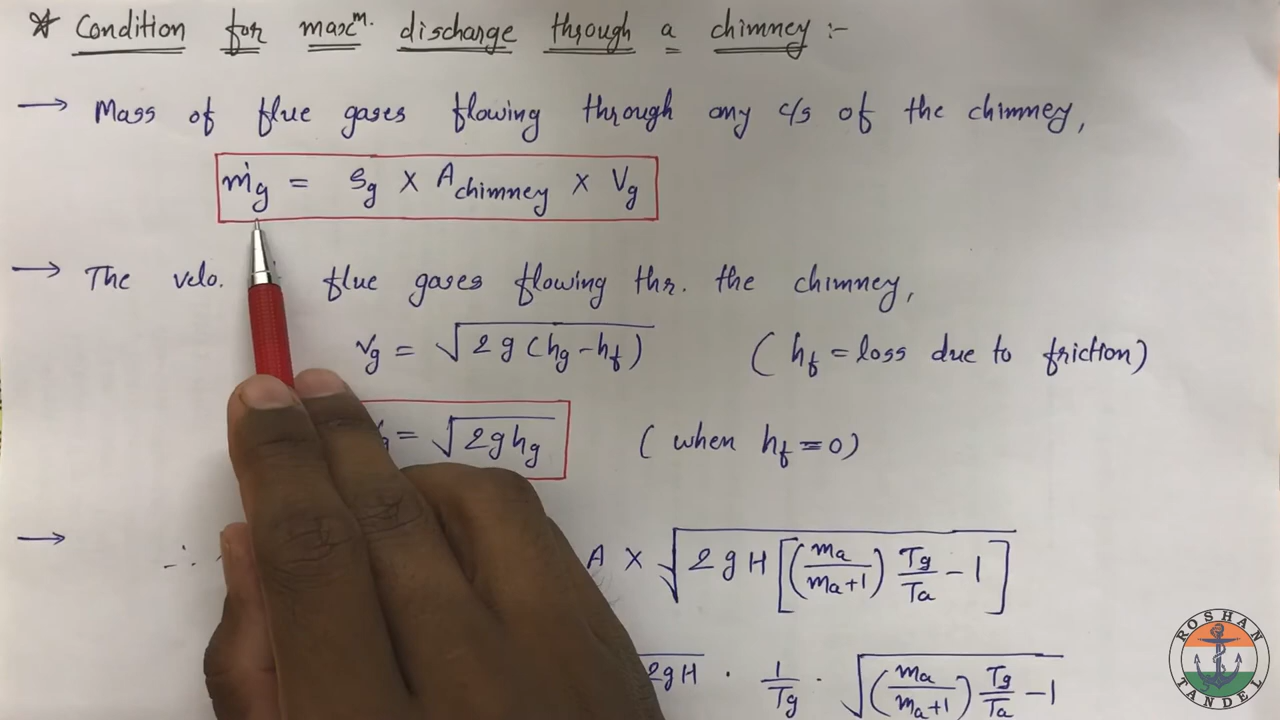 * Condition for maxᵐ. discharge through a chimney :-
→ Mass of flue gases flowing through any c/s of the chimney,
ṁg = ρg × A chimney × Vg
→ The velo. flue gases flowing thr. the chimney,
Vg = √(2g(hg - hf)) (hf = loss due to friction)
= √(2ghg) (when hf = 0)
→ ∴ A × √(2gH[(ma/(ma+1)) Tg/Ta - 1])
2gH · 1/Tg · √((ma/(ma+1)) Tg/Ta - 1)
ROSHAN TANDEL